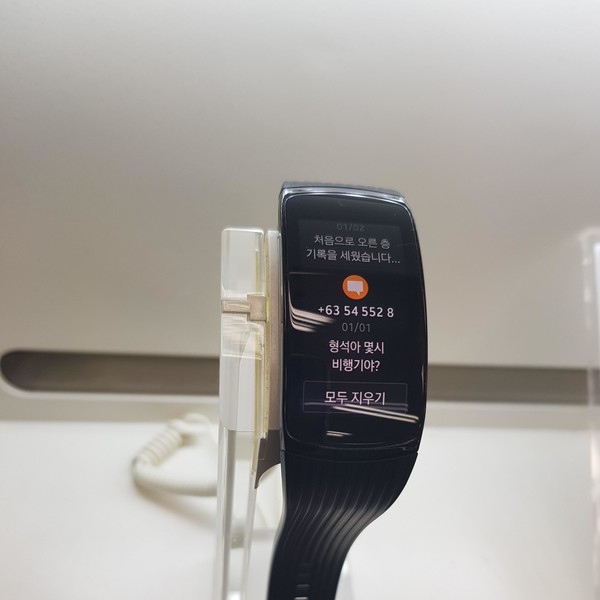 01/02
처음으로 오른 층
기록을 세웠습니다...
+63 54 552 8
01/01
형석아 몇시
비행기야?
모두 지우기